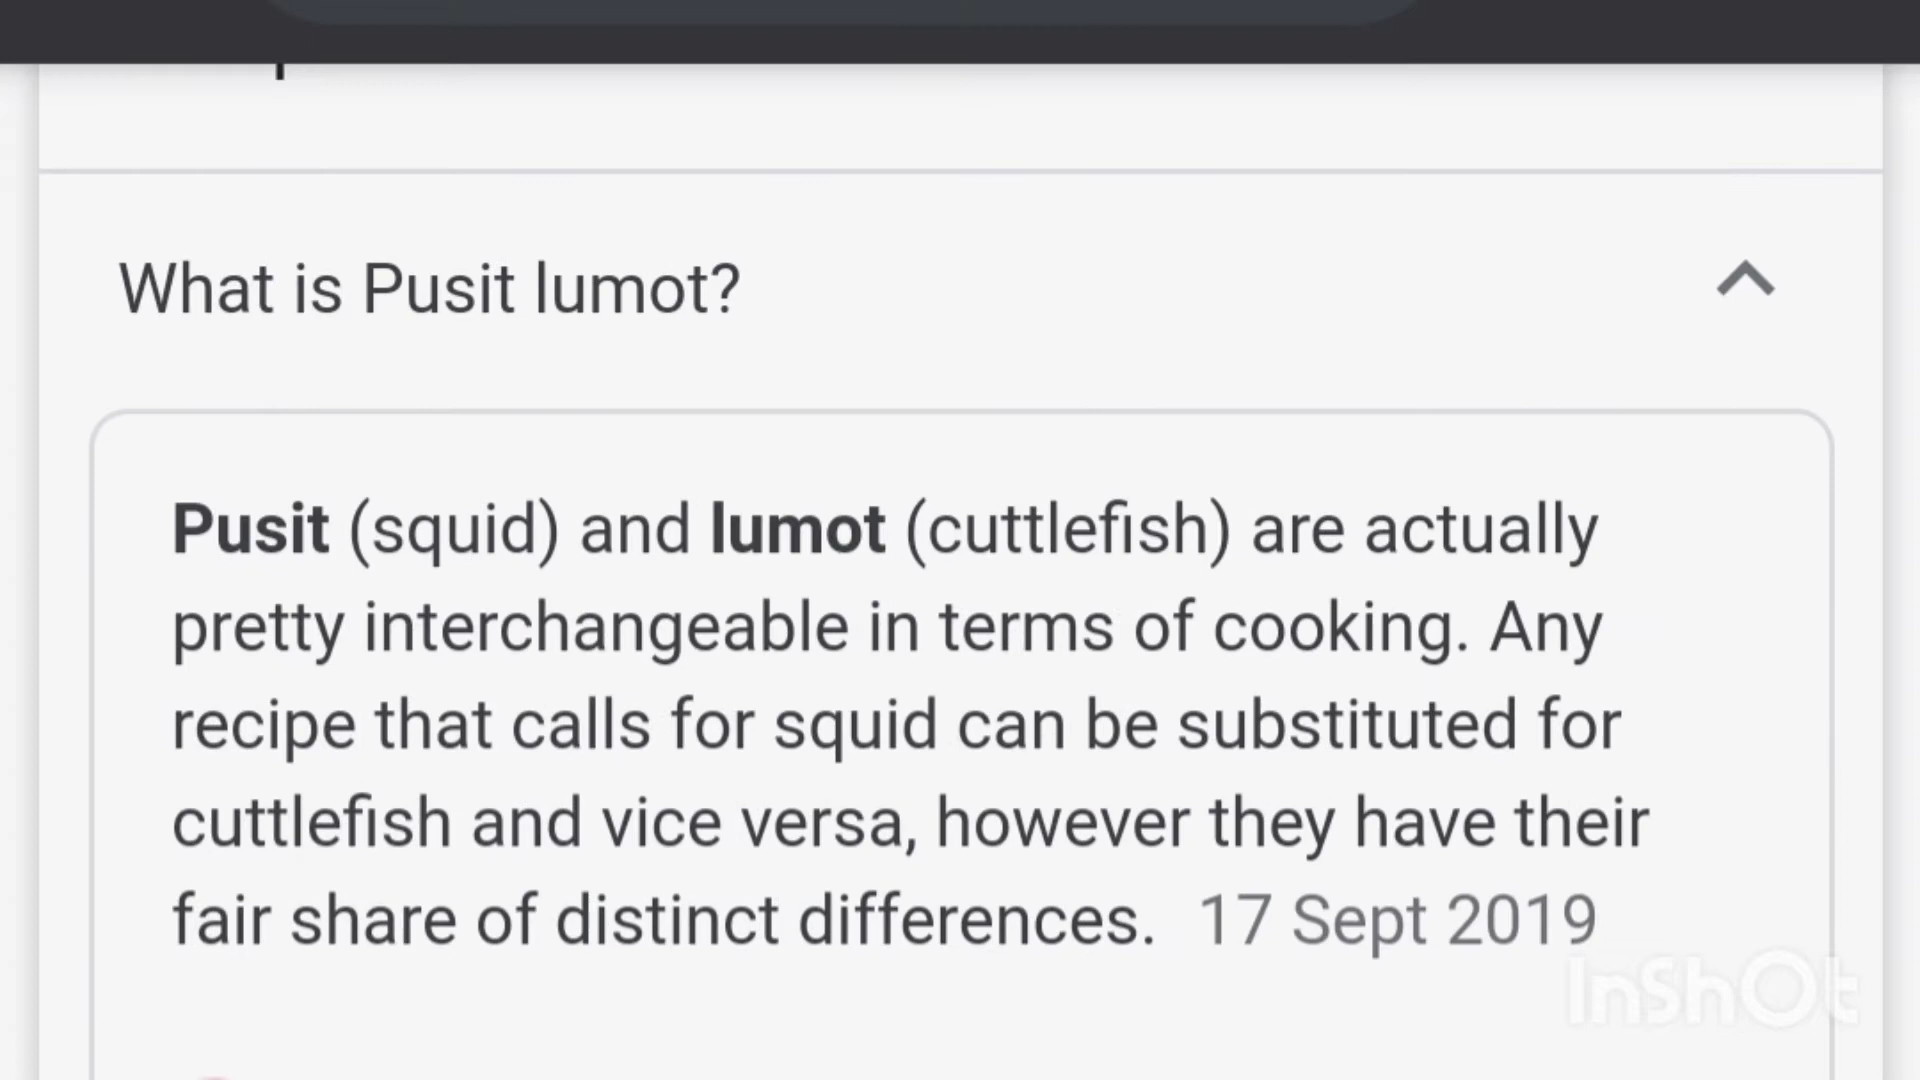 What is Pusit lumot?
Pusit (squid) and lumot (cuttlefish) are actually
pretty interchangeable in terms of cooking. Any
recipe that calls for squid can be substituted for
cuttlefish and vice versa, however they have their
fair share of distinct differences. 17 Sept 2019
InShOt